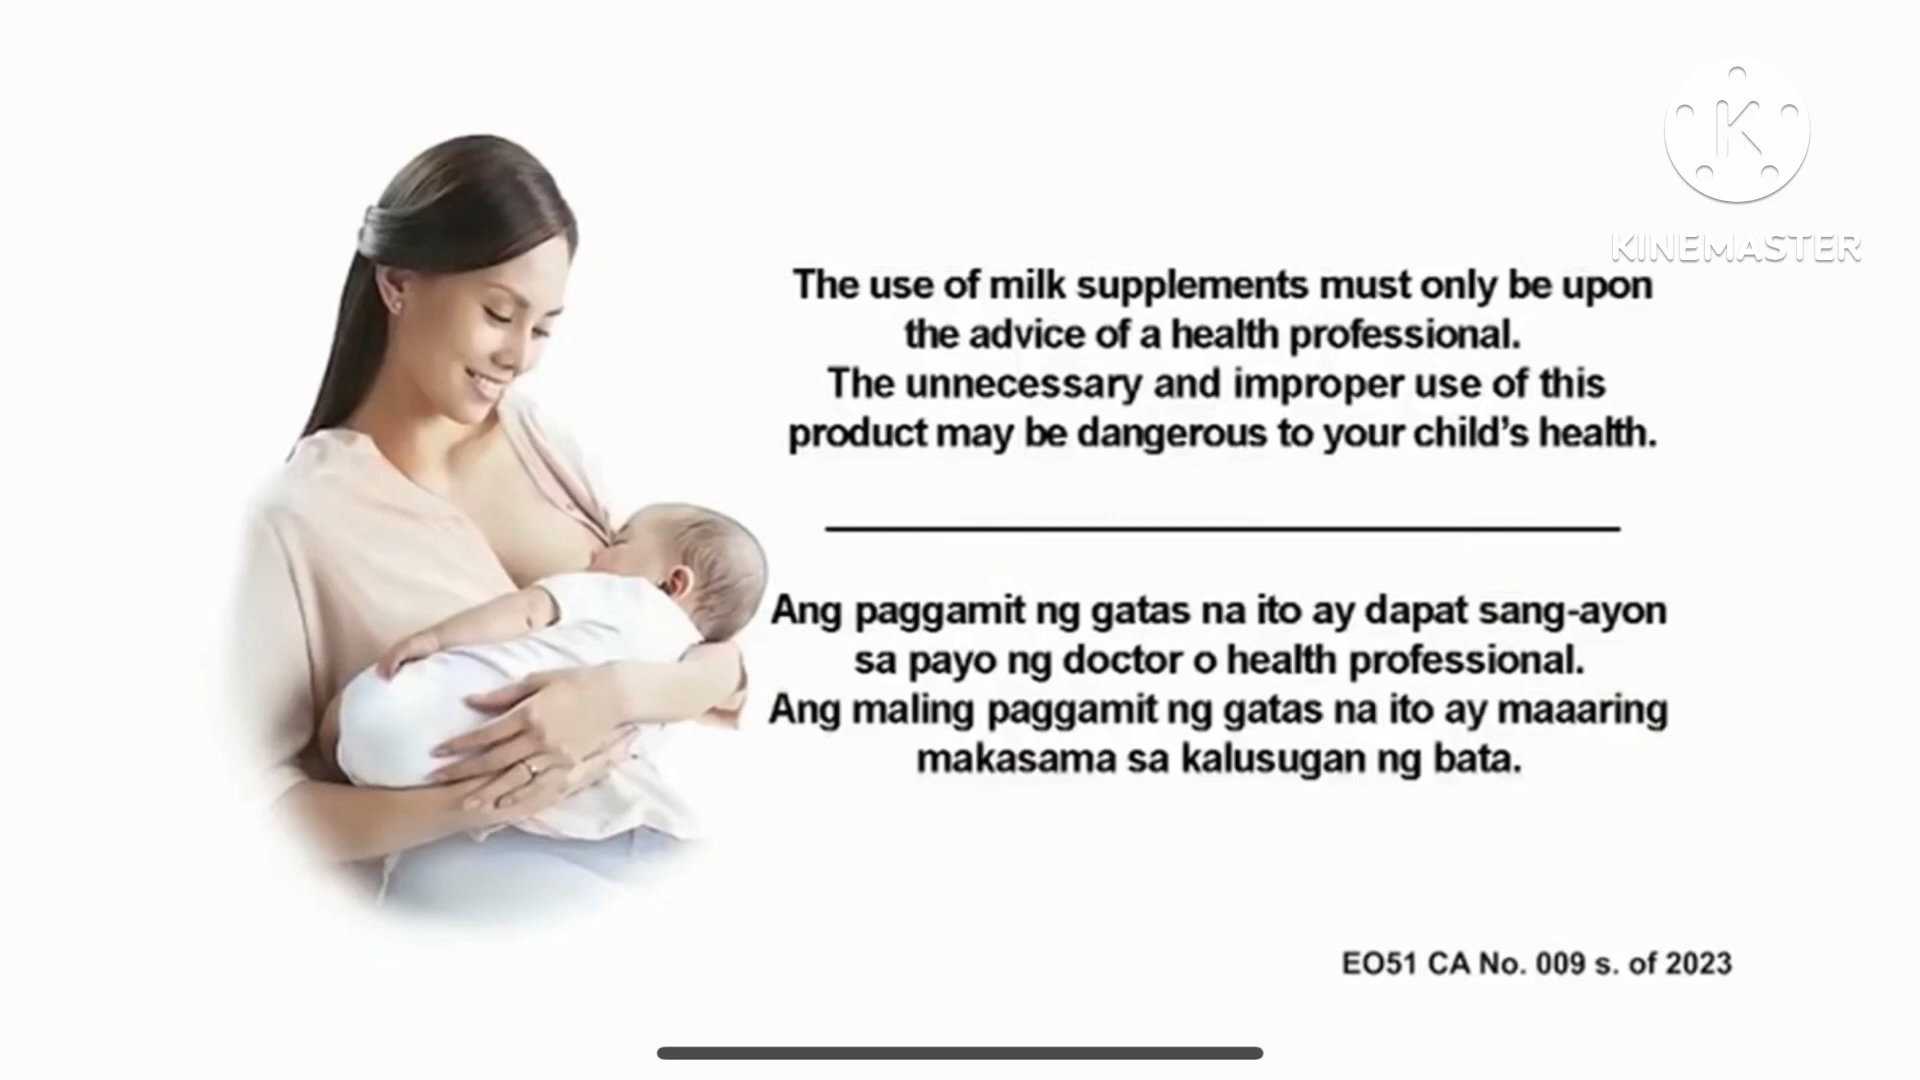 KINEMASTER
The use of milk supplements must only be upon
the advice of a health professional.
The unnecessary and improper use of this
product may be dangerous to your child's health.
Ang paggamit ng gatas na ito ay dapat sang-ayon
sa payo ng doctor o health professional.
Ang maling paggamit ng gatas na ito ay maaaring
makasama sa kalusugan ng bata.
EO51 CA No. 009 s. of 2023